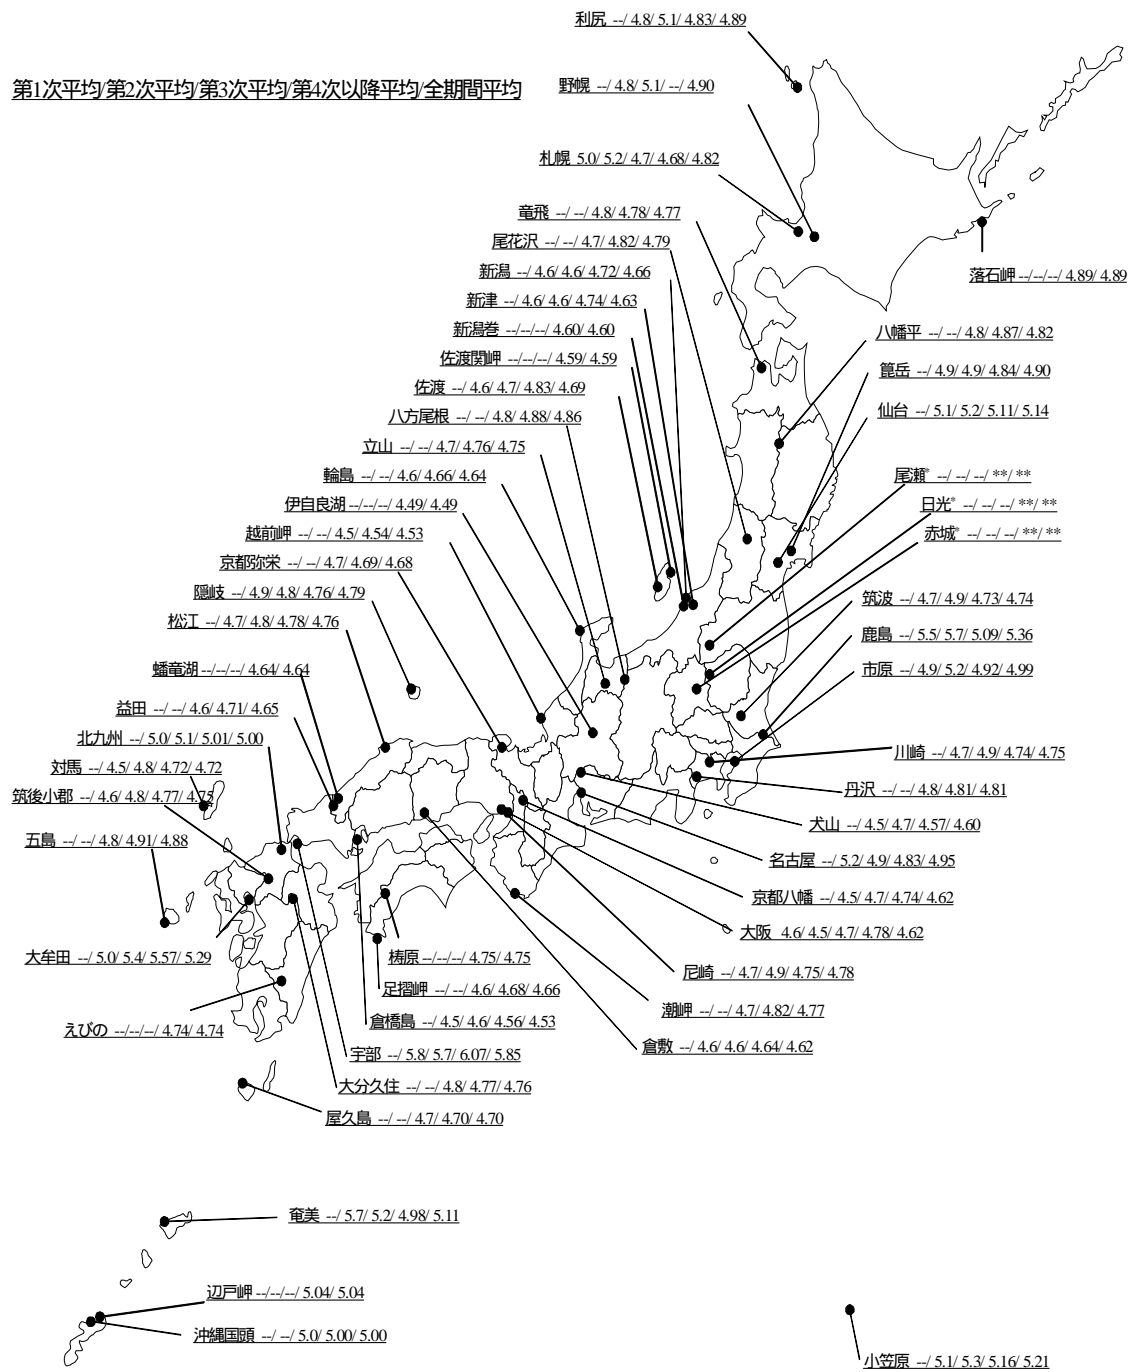 利尻 --/ 4.8/ 5.1/ 4.83/ 4.89
第1次平均/第2次平均/第3次平均/第4次以降平均/全期間平均
野幌 --/ 4.8/ 5.1/ --/ 4.90
札幌 5.0/ 5.2/ 4.7/ 4.68/ 4.82
竜飛 --/ --/ 4.8/ 4.78/ 4.77
尾花沢 --/ --/ 4.7/ 4.82/ 4.79
新潟 --/ 4.6/ 4.6/ 4.72/ 4.66
落石岬 --/--/--/ 4.89/ 4.89
新津 --/ 4.6/ 4.6/ 4.74/ 4.63
新潟巻 --/--/--/ 4.60/ 4.60
八幡平 --/ --/ 4.8/ 4.87/ 4.82
佐渡関岬 --/--/--/ 4.59/ 4.59
箟岳 --/ 4.9/ 4.9/ 4.84/ 4.90
佐渡 --/ 4.6/ 4.7/ 4.83/ 4.69
仙台 --/ 5.1/ 5.2/ 5.11/ 5.14
八方尾根 --/ --/ 4.8/ 4.88/ 4.86
立山 --/ --/ 4.7/ 4.76/ 4.75
輪島 --/ --/ 4.6/ 4.66/ 4.64
尾瀬* --/ --/ --/ **/ **
伊自良湖 --/--/--/ 4.49/ 4.49
日光* --/ --/ --/ **/ **
越前岬 --/ --/ 4.5/ 4.54/ 4.53
赤城* --/ --/ --/ **/ **
京都弥栄 --/ --/ 4.7/ 4.69/ 4.68
隠岐 --/ 4.9/ 4.8/ 4.76/ 4.79
筑波 --/ 4.7/ 4.9/ 4.73/ 4.74
松江 --/ 4.7/ 4.8/ 4.78/ 4.76
鹿島 --/ 5.5/ 5.7/ 5.09/ 5.36
蟠竜湖 --/--/--/ 4.64/ 4.64
市原 --/ 4.9/ 5.2/ 4.92/ 4.99
益田 --/ --/ 4.6/ 4.71/ 4.65
北九州 --/ 5.0/ 5.1/ 5.01/ 5.00
川崎 --/ 4.7/ 4.9/ 4.74/ 4.75
対馬 --/ 4.5/ 4.8/ 4.72/ 4.72
丹沢 --/ --/ 4.8/ 4.81/ 4.81
筑後小郡 --/ 4.6/ 4.8/ 4.77/ 4.75
犬山 --/ 4.5/ 4.7/ 4.57/ 4.60
五島 --/ --/ 4.8/ 4.91/ 4.88
名古屋 --/ 5.2/ 4.9/ 4.83/ 4.95
京都八幡 --/ 4.5/ 4.7/ 4.74/ 4.62
大阪 4.6/ 4.5/ 4.7/ 4.78/ 4.62
大牟田 --/ 5.0/ 5.4/ 5.57/ 5.29
梼原 --/--/--/ 4.75/ 4.75
尼崎 --/ 4.7/ 4.9/ 4.75/ 4.78
足摺岬 --/ --/ 4.6/ 4.68/ 4.66
潮岬 --/ --/ 4.7/ 4.82/ 4.77
倉橋島 --/ 4.5/ 4.6/ 4.56/ 4.53
えびの --/--/--/ 4.74/ 4.74
倉敷 --/ 4.6/ 4.6/ 4.64/ 4.62
宇部 --/ 5.8/ 5.7/ 6.07/ 5.85
大分久住 --/ --/ 4.8/ 4.77/ 4.76
屋久島 --/ --/ 4.7/ 4.70/ 4.70
奄美 --/ 5.7/ 5.2/ 4.98/ 5.11
辺戸岬 --/--/--/ 5.04/ 5.04
沖縄国頭 --/ --/ 5.0/ 5.00/ 5.00
小笠原 --/ 5.1/ 5.3/ 5.16/ 5.21